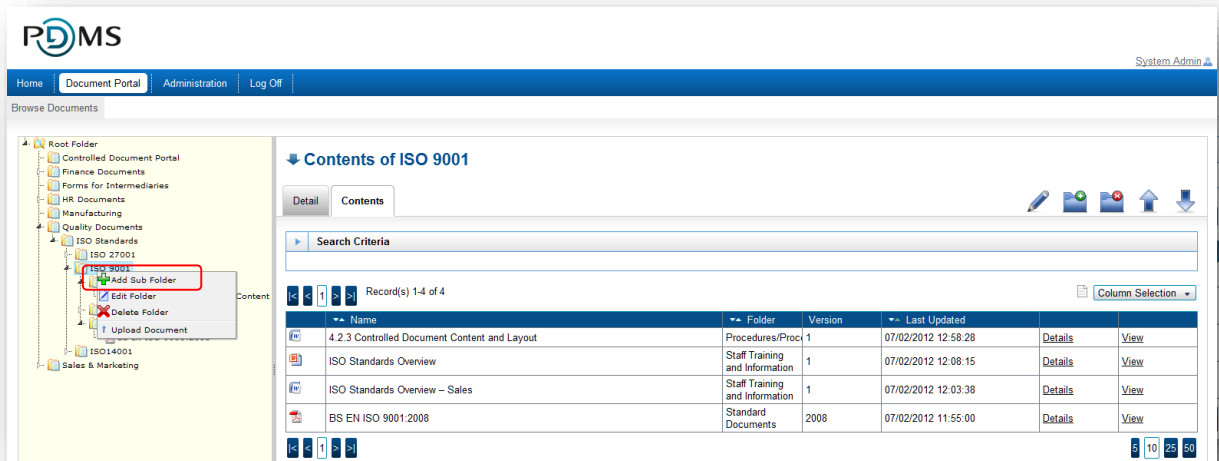 PDMS
System Admin
Home Document Portal Administration Log Off
Browse Documents
Root Folder
Controlled Document Portal
Finance Documents
Forms for Intermediaries
HR Documents
Manufacturing
Quality Documents
ISO Standards
ISO 27001
ISO 9001
Add Sub Folder
Edit Folder
Content
Delete Folder
Upload Document
ISO14001
Sales & Marketing
Contents of ISO 9001
Detail Contents
Search Criteria
|< < 1 > >| Record(s) 1-4 of 4
Column Selection
Name Folder Version Last Updated
4.2.3 Controlled Document Content and Layout Procedures/Proc 1 07/02/2012 12:58:28 Details View
ISO Standards Overview Staff Training and Information 1 07/02/2012 12:08:15 Details View
ISO Standards Overview – Sales Staff Training and Information 1 07/02/2012 12:03:38 Details View
BS EN ISO 9001:2008 Standard Documents 2008 07/02/2012 11:55:00 Details View
|< < 1 > >| 5 10 25 50